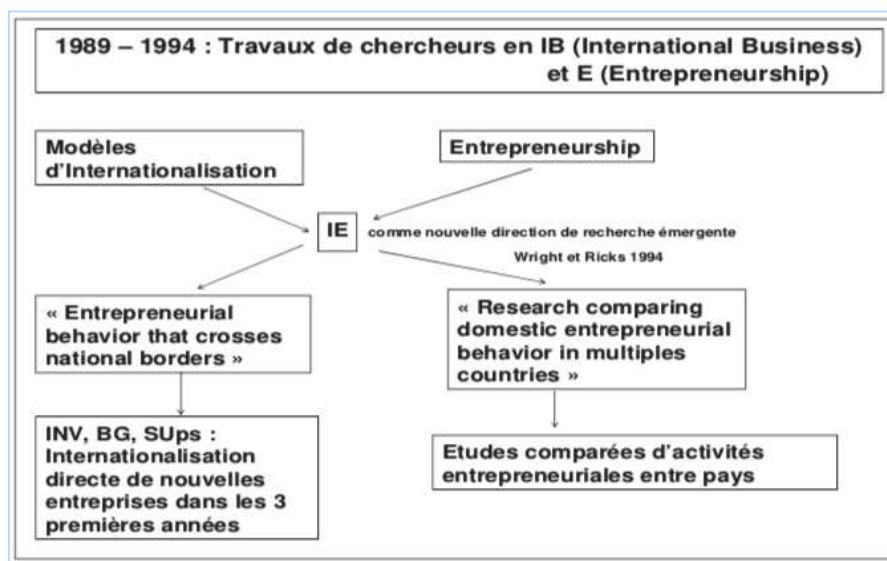 1989 – 1994 : Travaux de chercheurs en IB (International Business)
et E (Entrepreneurship)
Modèles
d'Internationalisation
Entrepreneurship
IE
comme nouvelle direction de recherche émergente
Wright et Ricks 1994
« Entrepreneurial
behavior that crosses
national borders »
« Research comparing
domestic entrepreneurial
behavior in multiples
countries »
INV, BG, SUps :
Internationalisation
directe de nouvelles
entreprises dans les 3
premières années
Etudes comparées d'activités
entrepreneuriales entre pays